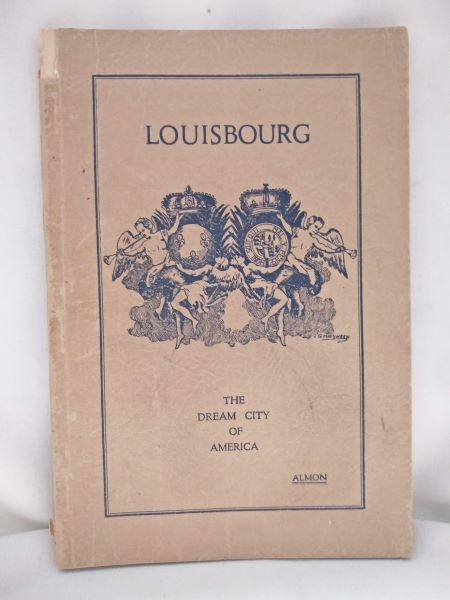 LOUISBOURG
THE
DREAM CITY
OF
AMERICA
ALMON